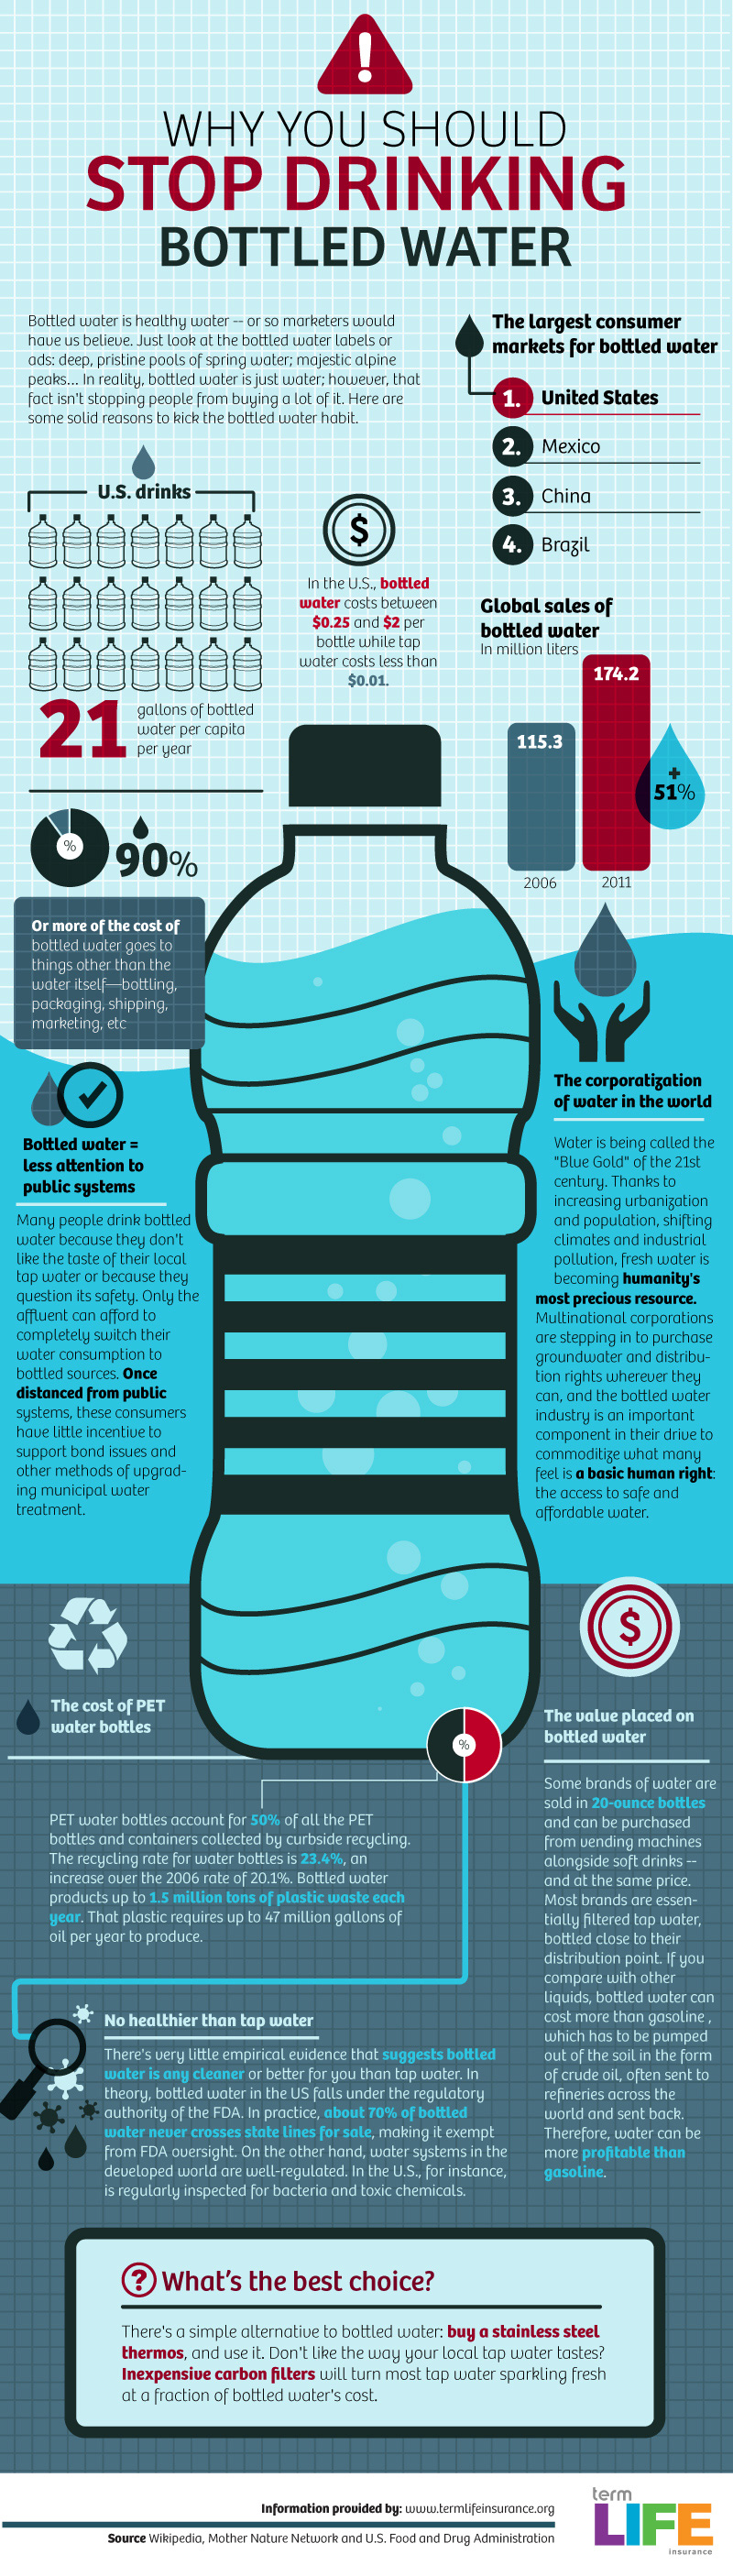 WHY YOU SHOULD
STOP DRINKING
BOTTLED WATER
Bottled water is healthy water -- or so marketers would
have us believe. Just look at the bottled water labels or
ads: deep, pristine pools of spring water; majestic alpine
peaks... In reality, bottled water is just water; however, that
fact isn't stopping people from buying a lot of it. Here are
some solid reasons to kick the bottled water habit.
The largest consumer
markets for bottled water
1. United States
2. Mexico
3. China
4. Brazil
U.S. drinks
21
gallons of bottled
water per capita
per year
$
In the U.S., bottled
water costs between
$0.25 and $2 per
bottle while tap
water costs less than
$0.01.
Global sales of
bottled water
In million liters
115.3
174.2
+
51%
2006
2011
%
90%
Or more of the cost of
bottled water goes to
things other than the
water itself—bottling,
packaging, shipping,
marketing, etc
Bottled water =
less attention to
public systems
Many people drink bottled
water because they don't
like the taste of their local
tap water or because they
question its safety. Only the
affluent can afford to
completely switch their
water consumption to
bottled sources. Once
distanced from public
systems, these consumers
have little incentive to
support bond issues and
other methods of upgrad-
ing municipal water
treatment.
The corporatization
of water in the world
Water is being called the
"Blue Gold" of the 21st
century. Thanks to
increasing urbanization
and population, shifting
climates and industrial
pollution, fresh water is
becoming humanity's
most precious resource.
Multinational corporations
are stepping in to purchase
groundwater and distribu-
tion rights wherever they
can, and the bottled water
industry is an important
component in their drive to
commoditize what many
feel is a basic human right:
the access to safe and
affordable water.
The cost of PET
water bottles
%
PET water bottles account for 50% of all the PET
bottles and containers collected by curbside recycling.
The recycling rate for water bottles is 23.4%, an
increase over the 2006 rate of 20.1%. Bottled water
products up to 1.5 million tons of plastic waste each
year. That plastic requires up to 47 million gallons of
oil per year to produce.
$
The value placed on
bottled water
Some brands of water are
sold in 20-ounce bottles
and can be purchased
from vending machines
alongside soft drinks --
and at the same price.
Most brands are essen-
tially filtered tap water,
bottled close to their
distribution point. If you
compare with other
liquids, bottled water can
cost more than gasoline ,
which has to be pumped
out of the soil in the form
of crude oil, often sent to
refineries across the
world and sent back.
Therefore, water can be
more profitable than
gasoline.
No healthier than tap water
There's very little empirical evidence that suggests bottled
water is any cleaner or better for you than tap water. In
theory, bottled water in the US falls under the regulatory
authority of the FDA. In practice, about 70% of bottled
water never crosses state lines for sale, making it exempt
from FDA oversight. On the other hand, water systems in the
developed world are well-regulated. In the U.S., for instance,
is regularly inspected for bacteria and toxic chemicals.
? What's the best choice?
There's a simple alternative to bottled water: buy a stainless steel
thermos, and use it. Don't like the way your local tap water tastes?
Inexpensive carbon filters will turn most tap water sparkling fresh
at a fraction of bottled water's cost.
Information provided by: www.termlifeinsurance.org
Source Wikipedia, Mother Nature Network and U.S. Food and Drug Administration
term
LIFE
insurance